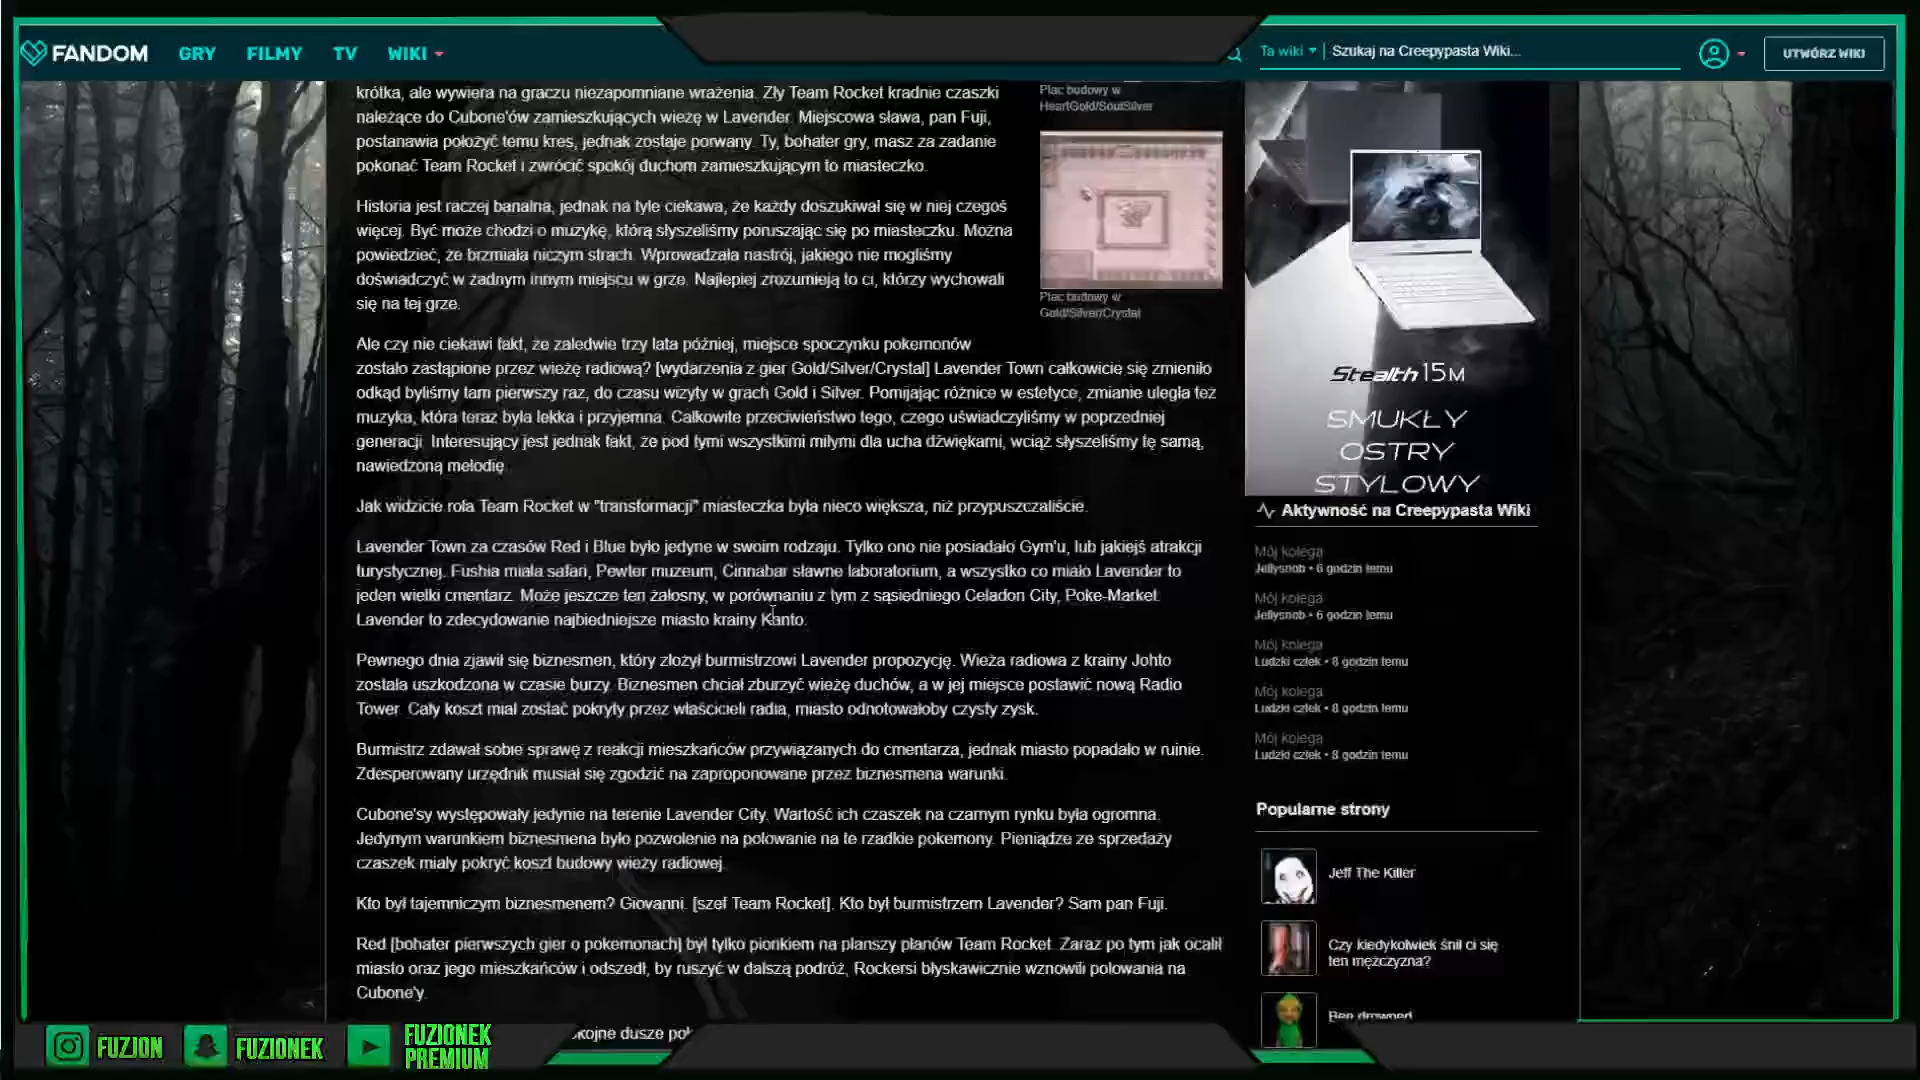 FANDOM
GRY
FILMY
TV
WIKI
Ta wiki
Szukaj na Creepypasta Wiki...
UTWÓRZ WIKI
krótka, ale wywiera na graczu niezapomniane wrażenia. Zły Team Rocket kradnie czaszki
należące do Cubone'ów zamieszkujących wieżę w Lavender. Miejscowa sława, pan Fuji,
postanawia położyć temu kres, jednak zostaje porwany. Ty, bohater gry, masz za zadanie
pokonać Team Rocket i zwrócić spokój duchom zamieszkującym to miasteczko.
Historia jest raczej banalna, jednak na tyle ciekawa, że każdy doszukiwał się w niej czegoś
więcej. Być może chodzi o muzykę, którą słyszeliśmy poruszając się po miasteczku. Można
powiedzieć, że brzmiała niczym strach. Wprowadzała nastrój, jakiego nie mogliśmy
doświadczyć w żadnym innym miejscu w grze. Najlepiej zrozumieją to ci, którzy wychowali
się na tej grze.
Ale czy nie ciekawi fakt, że zaledwie trzy lata później, miejsce spoczynku pokemonów
zostało zastąpione przez wieżę radiową? [wydarzenia z gier Gold/Silver/Crystal] Lavender Town całkowicie się zmieniło
odkąd byliśmy tam pierwszy raz, do czasu wizyty w grach Gold i Silver. Pomijając różnice w estetyce, zmianie uległa też
muzyka, która teraz była lekka i przyjemna. Całkowite przeciwieństwo tego, czego uświadczyliśmy w poprzedniej
generacji. Interesujący jest jednak fakt, że pod tymi wszystkimi miłymi dla ucha dźwiękami, wciąż słyszeliśmy tę samą,
nawiedzoną melodię.
Jak widzicie rola Team Rocket w "transformacji" miasteczka była nieco większa, niż przypuszczaliście.
Lavender Town za czasów Red i Blue było jedyne w swoim rodzaju. Tylko ono nie posiadało Gym'u, lub jakiejś atrakcji
turystycznej. Fushia miała safari, Pewter muzeum, Cinnabar sławne laboratorium, a wszystko co miało Lavender to
jeden wielki cmentarz. Może jeszcze ten żałosny, w porównaniu z tym z sąsiedniego Celadon City, Poke-Market.
Lavender to zdecydowanie najbiedniejsze miasto krainy Kanto.
Pewnego dnia zjawił się biznesmen, który złożył burmistrzowi Lavender propozycję. Wieża radiowa z krainy Johto
została uszkodzona w czasie burzy. Biznesmen chciał zburzyć wieżę duchów, a w jej miejsce postawić nową Radio
Tower. Cały koszt miał zostać pokryty przez właścicieli radia, miasto odnotowałoby czysty zysk.
Burmistrz zdawał sobie sprawę z reakcji mieszkańców przywiązanych do cmentarza, jednak miasto popadało w ruinie.
Zdesperowany urzędnik musiał się zgodzić na zaproponowane przez biznesmena warunki.
Cubone'sy występowały jedynie na terenie Lavender City. Wartość ich czaszek na czarnym rynku była ogromna.
Jedynym warunkiem biznesmena było pozwolenie na polowanie na te rzadkie pokemony. Pieniądze ze sprzedaży
czaszek miały pokryć koszt budowy wieży radiowej.
Kto był tajemniczym biznesmenem? Giovanni. [szef Team Rocket]. Kto był burmistrzem Lavender? Sam pan Fuji.
Red [bohater pierwszych gier o pokemonach] był tylko pionkiem na planszy planów Team Rocket. Zaraz po tym jak ocalił
miasto oraz jego mieszkańców i odszedł, by ruszyć w dalszą podróż, Rockersi błyskawicznie wznowili polowania na
Cubone'y.
kojne dusze pok
Plac budowy w
HeartGold/SoulSilver
Plac budowy w
Gold/Silver/Crystal
Stealth 15M
SMUKŁY
OSTRY
STYLOWY
Aktywność na Creepypasta Wiki
Mój kolega
Jellysnob • 6 godzin temu
Mój kolega
Jellysnob • 6 godzin temu
Mój kolega
Ludzki człek • 8 godzin temu
Mój kolega
Ludzki człek • 8 godzin temu
Mój kolega
Ludzki człek • 8 godzin temu
Popularne strony
Jeff The Killer
Czy kiedykolwiek śnił ci się
ten mężczyzna?
Ben drowned
FUZJON
FUZIONEK
FUZIONEK
PREMIUM